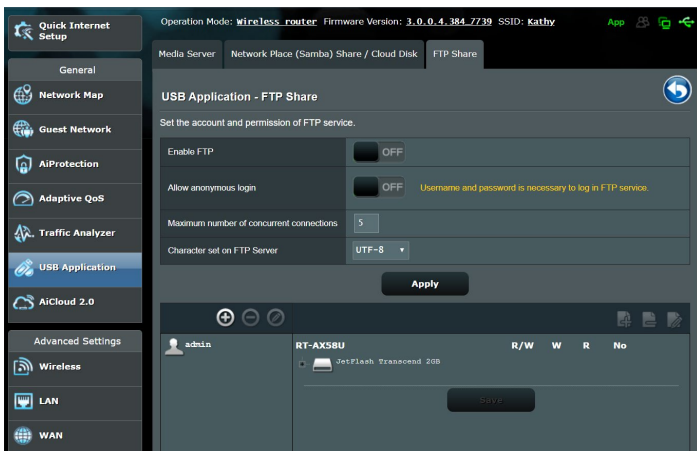 Quick Internet
Setup
Operation Mode: Wireless router Firmware Version: 3.0.0.4.384_7739 SSID: Kathy
App
Media Server
Network Place (Samba) Share / Cloud Disk
FTP Share
General
Network Map
Guest Network
AiProtection
Adaptive QoS
Traffic Analyzer
USB Application
AiCloud 2.0
Advanced Settings
Wireless
LAN
WAN
USB Application - FTP Share
Set the account and permission of FTP service.
Enable FTP
OFF
Allow anonymous login
OFF
Username and password is necessary to log in FTP service.
Maximum number of concurrent connections
5
Character set on FTP Server
UTF-8
Apply
admin
RT-AX58U
R/W W R No
JetFlash Transcend 2GB
Save